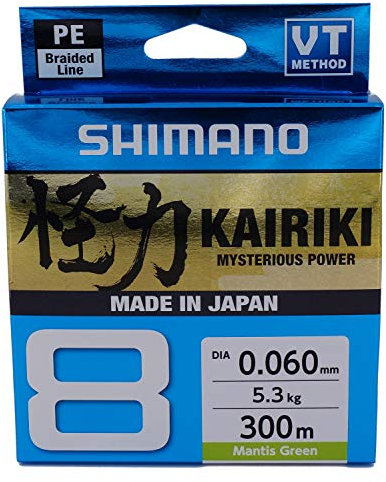 PE
Braided
Line
VT
METHOD
SHIMANO
怪力 KAIRIKI
MYSTERIOUS POWER
MADE IN JAPAN
8
DIA 0.060mm
5.3kg
300m
Mantis Green